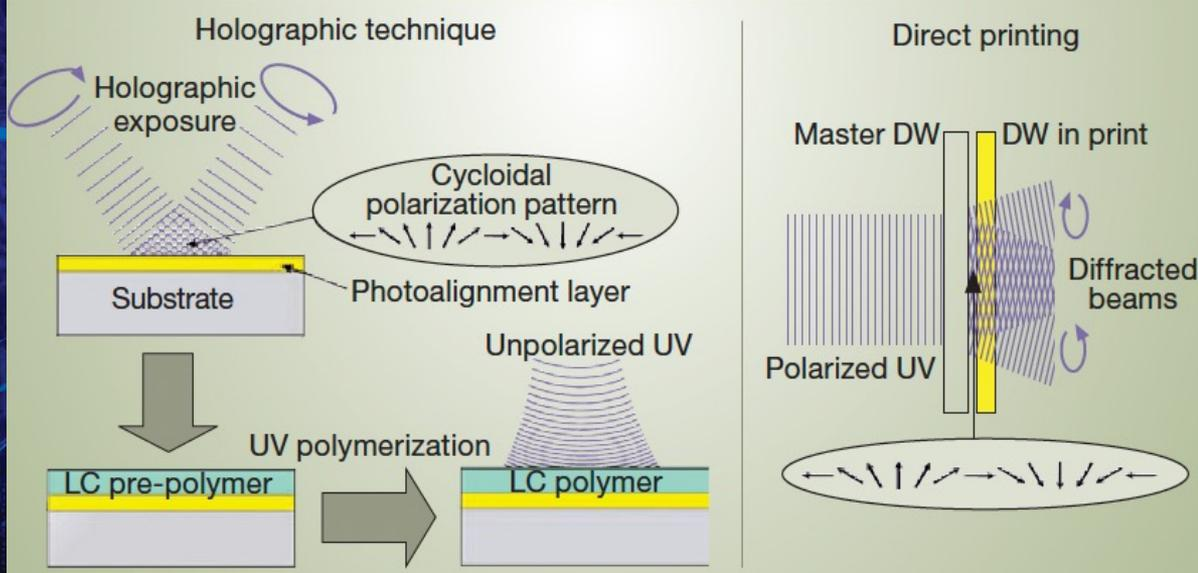 Holographic technique
Holographic
exposure
Cycloidal
polarization pattern
Substrate
Photoalignment layer
Unpolarized UV
UV polymerization
LC pre-polymer
LC polymer
Direct printing
Master DW
DW in print
Diffracted
beams
Polarized UV